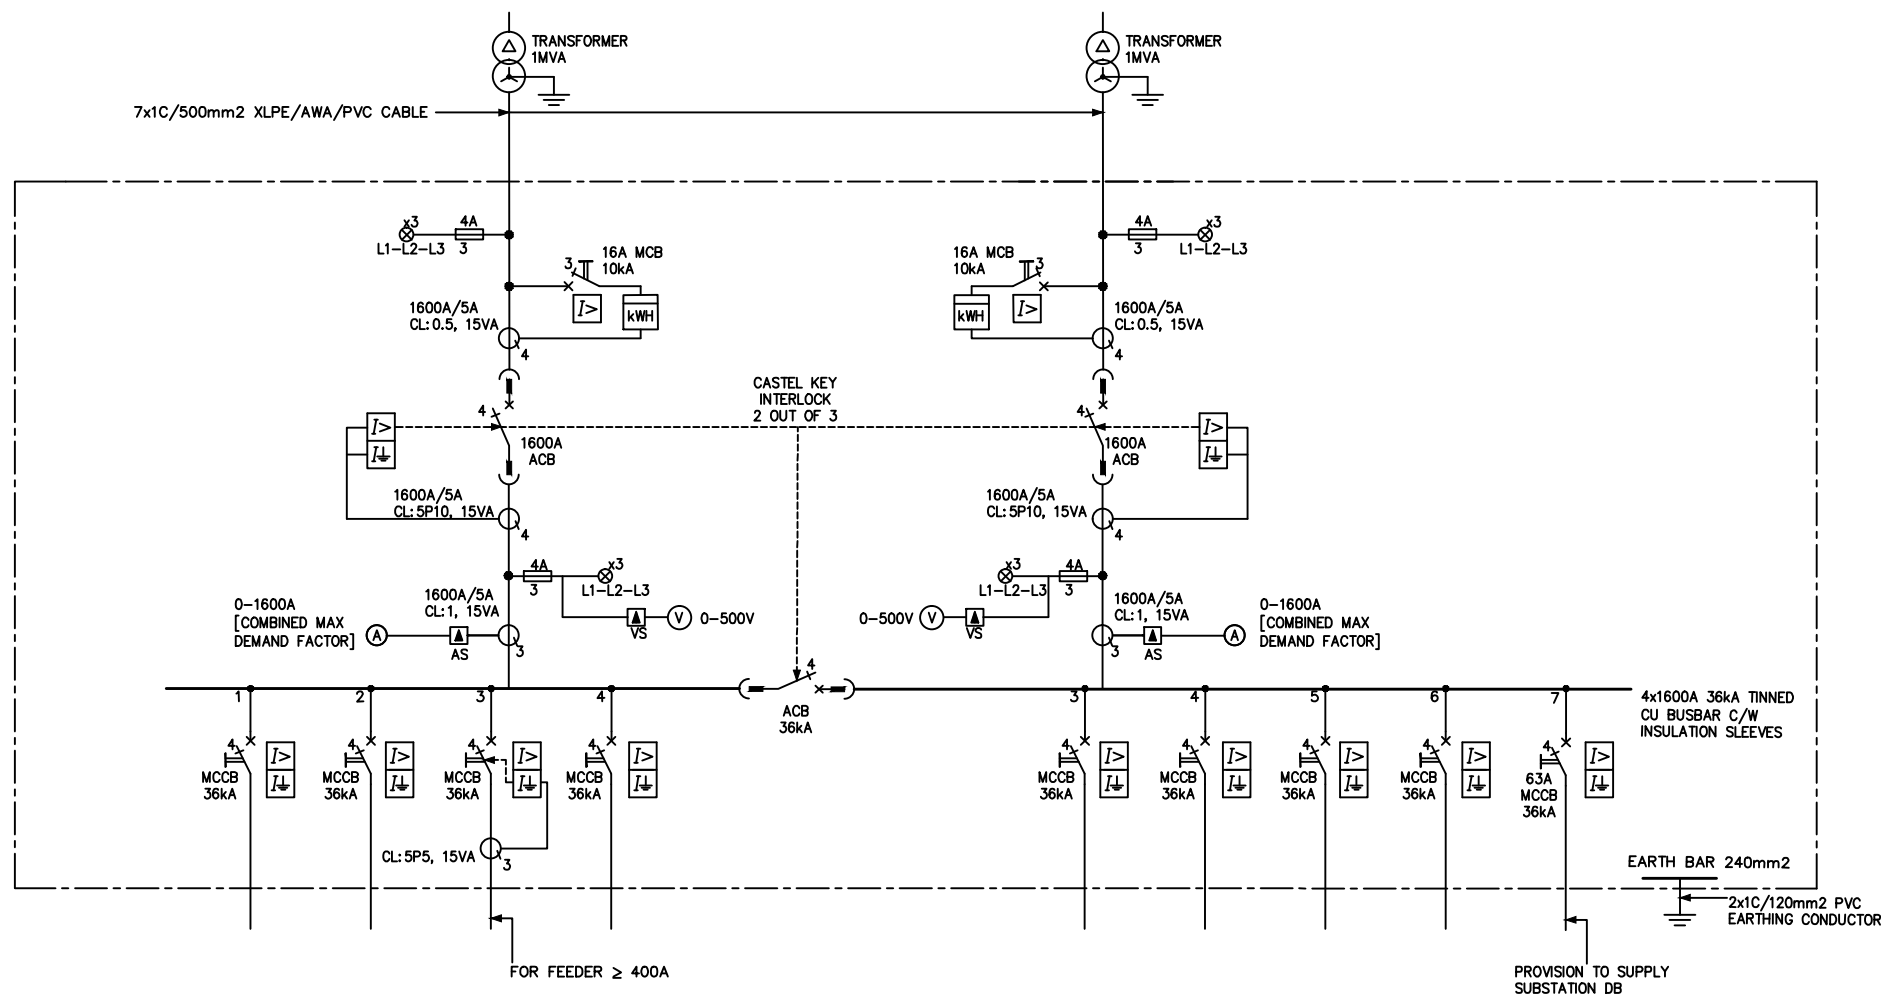 TRANSFORMER
1MVA
TRANSFORMER
1MVA
7x1C/500mm2 XLPE/AWA/PVC CABLE
x3
L1-L2-L3
4A
3
4A
3
x3
L1-L2-L3
3
16A MCB
10kA
I>
kWH
16A MCB
10kA
3
I>
kWH
1600A/5A
CL:0.5, 15VA
4
1600A/5A
CL:0.5, 15VA
4
CASTEL KEY
INTERLOCK
2 OUT OF 3
I>
I
4
1600A
ACB
4
1600A
ACB
I>
I
1600A/5A
CL:5P10, 15VA
4
1600A/5A
CL:5P10, 15VA
4
4A
3
x3
L1-L2-L3
VS
V
0-500V
x3
L1-L2-L3
4A
3
0-500V
V
VS
0-1600A
[COMBINED MAX
DEMAND FACTOR]
A
AS
1600A/5A
CL:1, 15VA
3
1600A/5A
CL:1, 15VA
3
AS
A
0-1600A
[COMBINED MAX
DEMAND FACTOR]
4
ACB
36kA
1
2
3
4
3
4
5
6
7
4x1600A 36kA TINNED
CU BUSBAR C/W
INSULATION SLEEVES
4
MCCB
36kA
I>
I
4
MCCB
36kA
I>
I
4
MCCB
36kA
I>
I
4
MCCB
36kA
I>
I
4
MCCB
36kA
I>
I
4
MCCB
36kA
I>
I
4
MCCB
36kA
I>
I
4
MCCB
36kA
I>
I
4
63A
MCCB
36kA
I>
I
CL:5P5, 15VA
3
EARTH BAR 240mm2
2x1C/120mm2 PVC
EARTHING CONDUCTOR
FOR FEEDER ≥ 400A
PROVISION TO SUPPLY
SUBSTATION DB